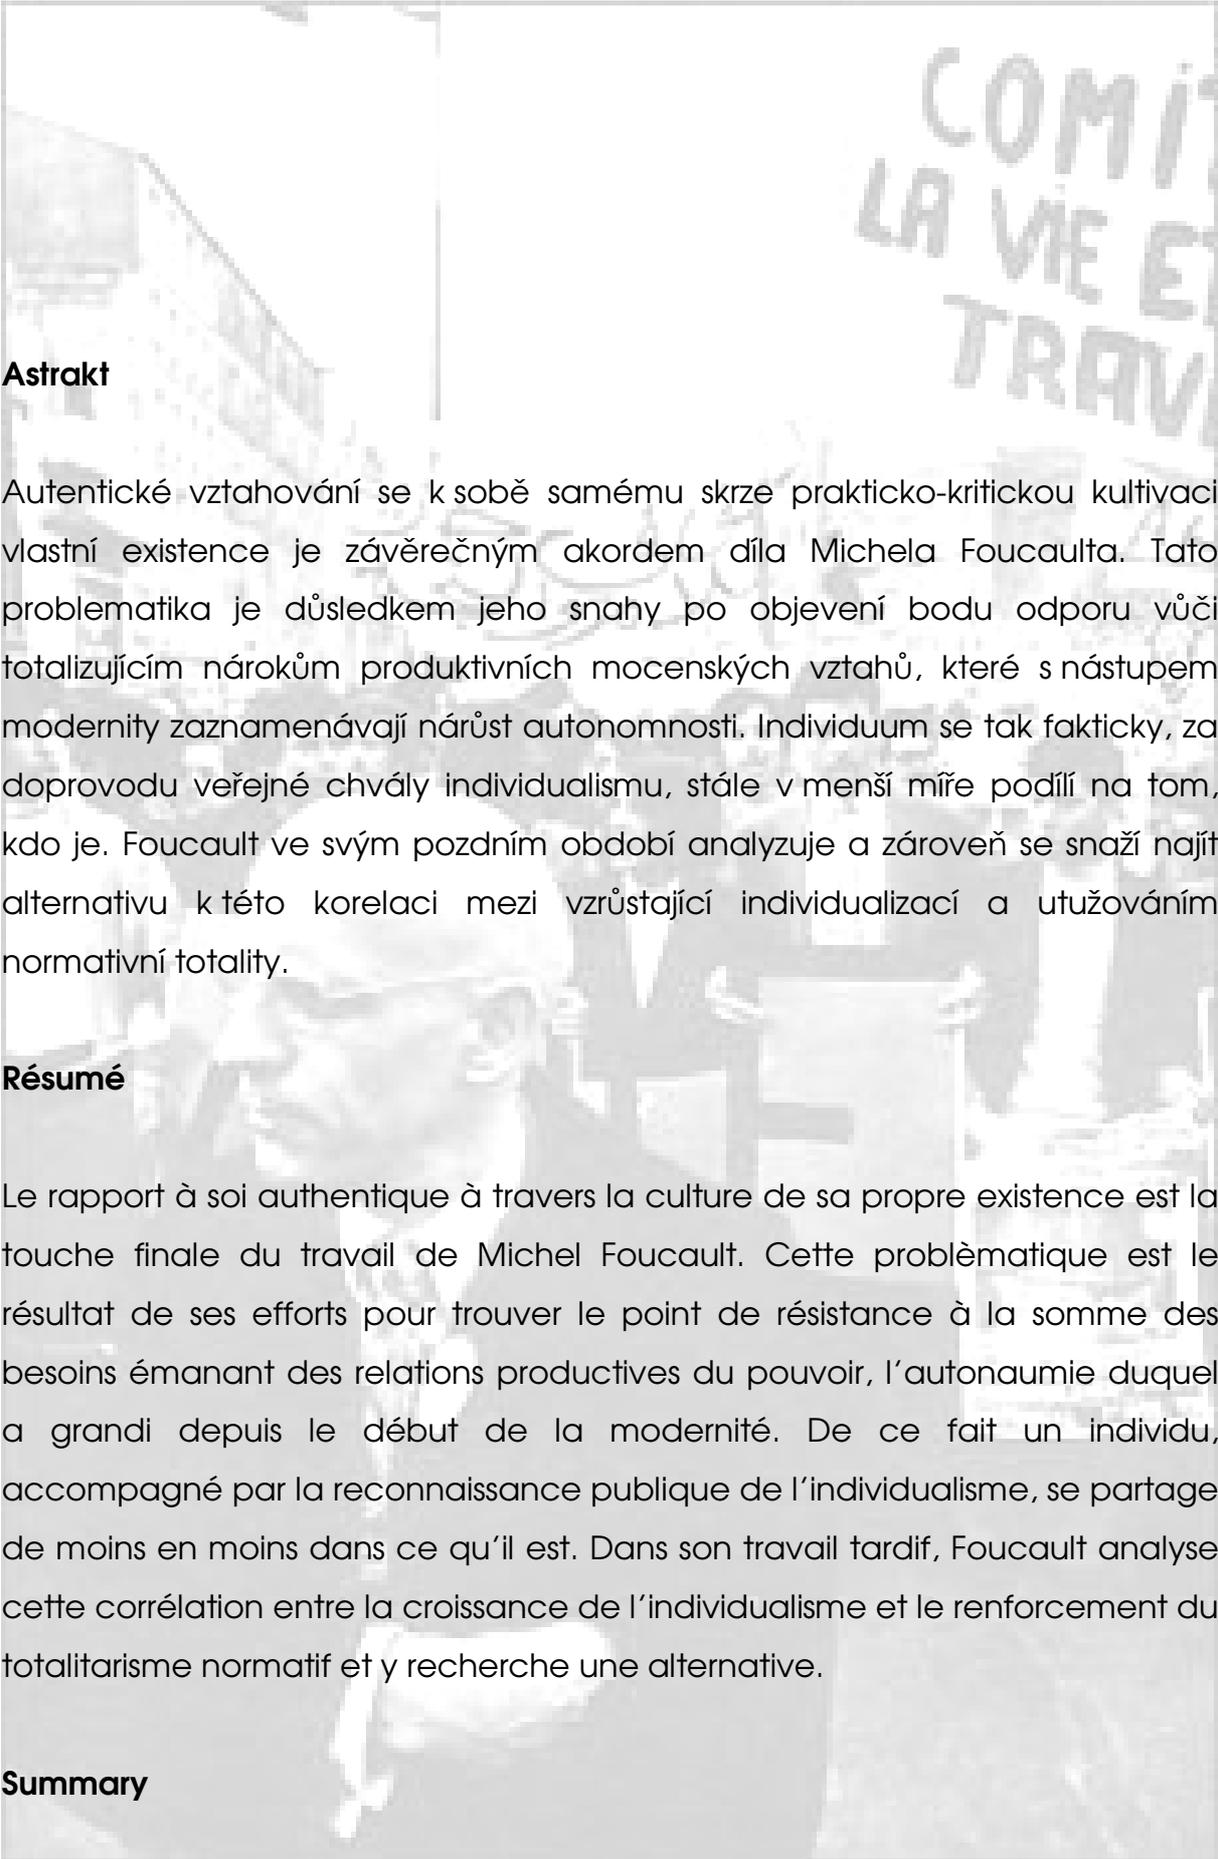 COMIT
LA VIE ET
TRAV
Astrakt
Autentické vztahování se k sobě samému skrze prakticko-kritickou kultivaci
vlastní existence je závěrečným akordem díla Michela Foucaulta. Tato
problematika je důsledkem jeho snahy po objevení bodu odporu vůči
totalizujícím nárokům produktivních mocenských vztahů, které s nástupem
modernity zaznamenávají nárůst autonomnosti. Individuum se tak fakticky, za
doprovodu veřejné chvály individualismu, stále v menší míře podílí na tom,
kdo je. Foucault ve svým pozdním období analyzuje a zároveň se snaží najít
alternativu k této korelaci mezi vzrůstající individualizací a utužováním
normativní totality.
Résumé
Le rapport à soi authentique à travers la culture de sa propre existence est la
touche finale du travail de Michel Foucault. Cette problèmatique est le
résultat de ses efforts pour trouver le point de résistance à la somme des
besoins émanant des relations productives du pouvoir, l’autonaumie duquel
a grandi depuis le début de la modernité. De ce fait un individu,
accompagné par la reconnaissance publique de l’individualisme, se partage
de moins en moins dans ce qu’il est. Dans son travail tardif, Foucault analyse
cette corrélation entre la croissance de l’individualisme et le renforcement du
totalitarisme normatif et y recherche une alternative.
Summary